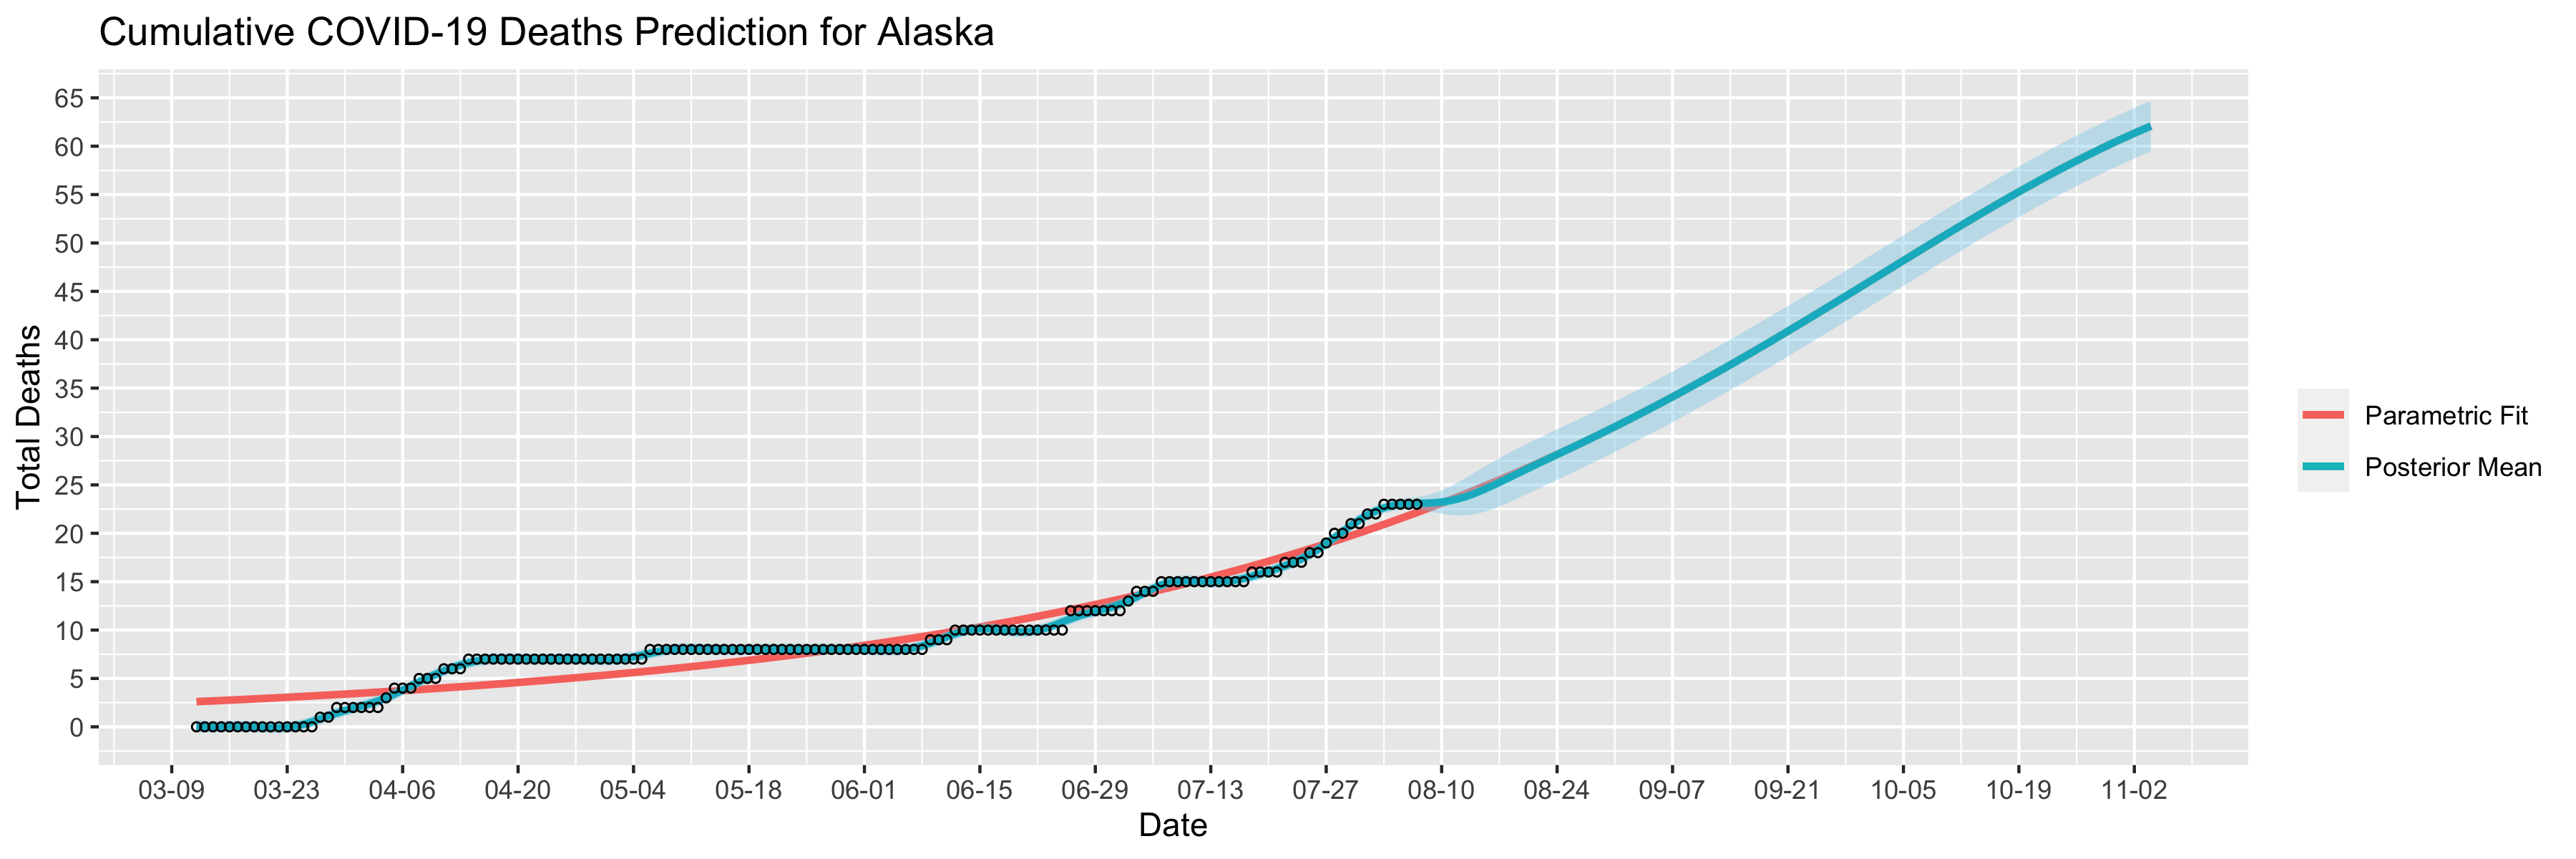 Cumulative COVID-19 Deaths Prediction for Alaska
Total Deaths
65
60
55
50
45
40
35
30
25
20
15
10
5
0
03-09 03-23 04-06 04-20 05-04 05-18 06-01 06-15 06-29 07-13 07-27 08-10 08-24 09-07 09-21 10-05 10-19 11-02
Date
Parametric Fit
Posterior Mean